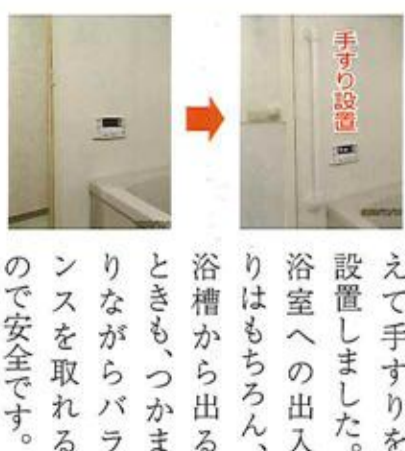 手すり設置
えて手すりを
設置しました。
浴室への出入
りはもちろん、
浴槽から出る
ときも、つかま
りながらバラ
ンスを取れる
ので安全です。